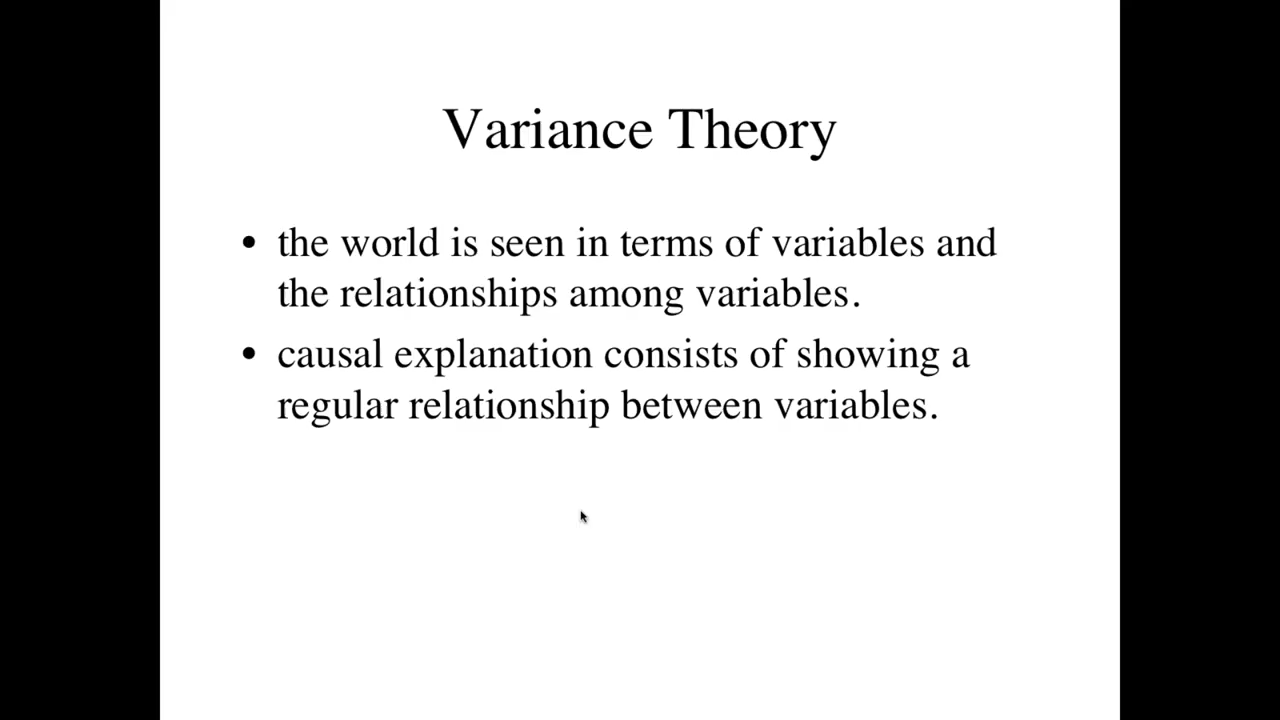 Variance Theory
• the world is seen in terms of variables and
the relationships among variables.
• causal explanation consists of showing a
regular relationship between variables.